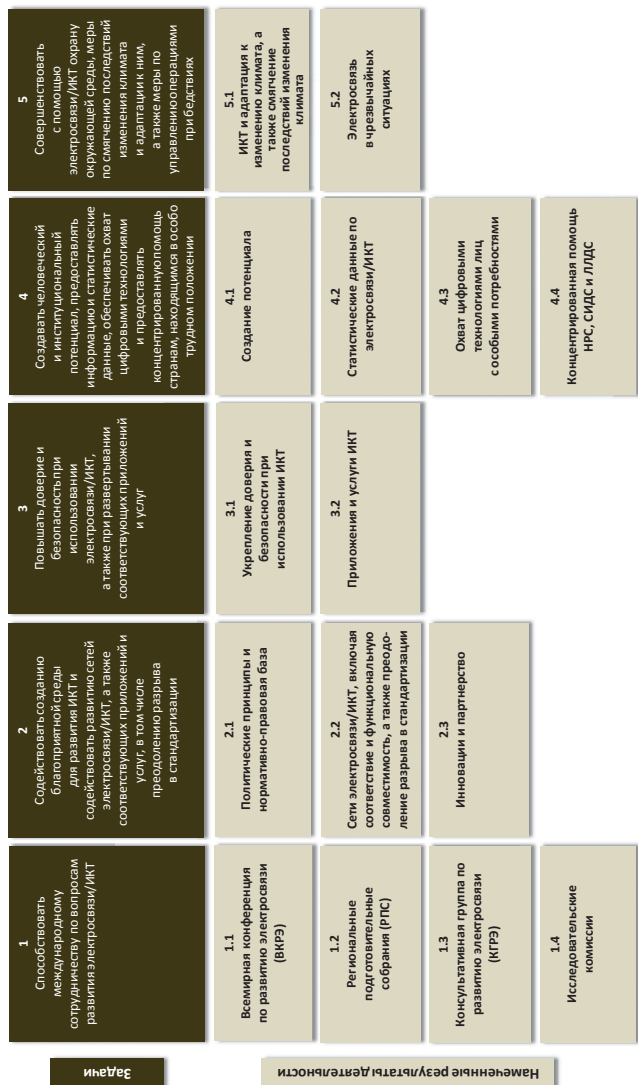 Задачи
1
Способствовать
международному
сотрудничеству по вопросам
развития электросвязи/ИКТ
2
Содействовать созданию
благоприятной среды
для развития ИКТ и
содействовать развитию сетей
электросвязи/ИКТ, а также
соответствующих приложений и
услуг, в том числе
преодолению разрыва
в стандартизации
3
Повышать доверие и
безопасность при
использовании
электросвязи/ИКТ,
а также при развертывании
соответствующих приложений
и услуг
4
Создавать человеческий
и институциональный
потенциал, предоставлять
информацию и статистические
данные, обеспечивать охват
цифровыми технологиями
и предоставлять
концентрированную помощь
странам, находящимся в особо
трудном положении
5
Совершенствовать
с помощью
электросвязи/ИКТ охрану
окружающей среды, меры
по смягчению последствий
изменения климата
и адаптации к ним,
а также меры по
управлению операциями
при бедствиях
Намеченные результаты деятельности
1.1
Всемирная конференция
по развитию электросвязи
(ВКРЭ)
2.1
Политические принципы и
нормативно-правовая база
3.1
Укрепление доверия и
безопасности при
использовании ИКТ
4.1
Создание потенциала
5.1
ИКТ и адаптация к
изменению климата, а
также смягчение
последствий изменения
климата
1.2
Региональные
подготовительные
собрания (РПС)
2.2
Сети электросвязи/ИКТ, включая
соответствие и функциональную
совместимость, а также преодо-
ление разрыва в стандартизации
3.2
Приложения и услуги ИКТ
4.2
Статистические данные по
электросвязи/ИКТ
5.2
Электросвязь
в чрезвычайных
ситуациях
1.3
Консультативная группа по
развитию электросвязи
(КГРЭ)
2.3
Инновации и партнерство
4.3
Охват цифровыми
технологиями лиц
с особыми потребностями
1.4
Исследовательские
комиссии
4.4
Концентрированная помощь
НРС, СИДС и ЛЛДС